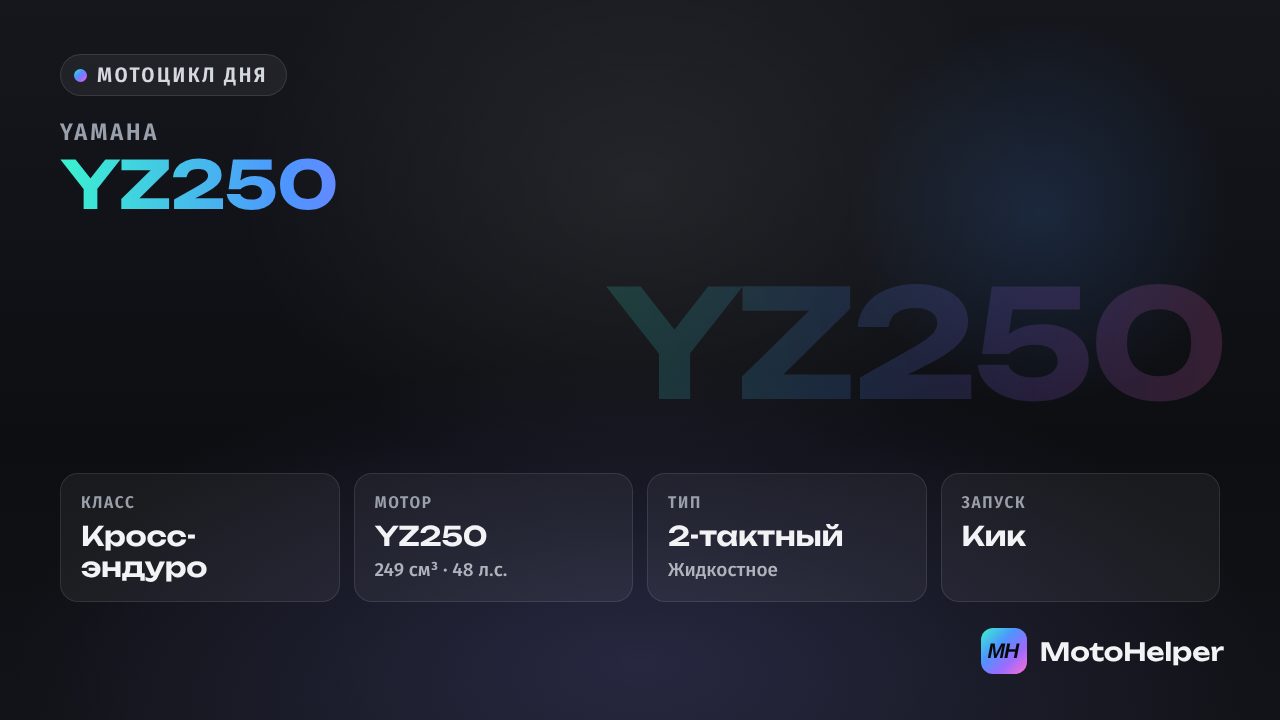 МОТОЦИКЛ ДНЯ
YAMAHA
YZ250
YZ250
КЛАСС
Кросс-
эндуро
МОТОР
YZ250
249 см³ · 48 л.с.
ТИП
2-тактный
Жидкостное
ЗАПУСК
Кик
MH MotoHelper